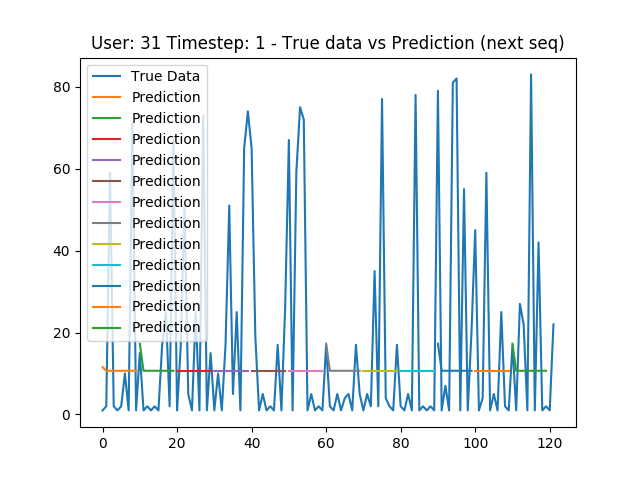 User: 31 Timestep: 1 - True data vs Prediction (next seq)
True Data
Prediction
Prediction
Prediction
Prediction
Prediction
Prediction
Prediction
Prediction
Prediction
Prediction
Prediction
Prediction
80
60
40
20
0
0 20 40 60 80 100 120